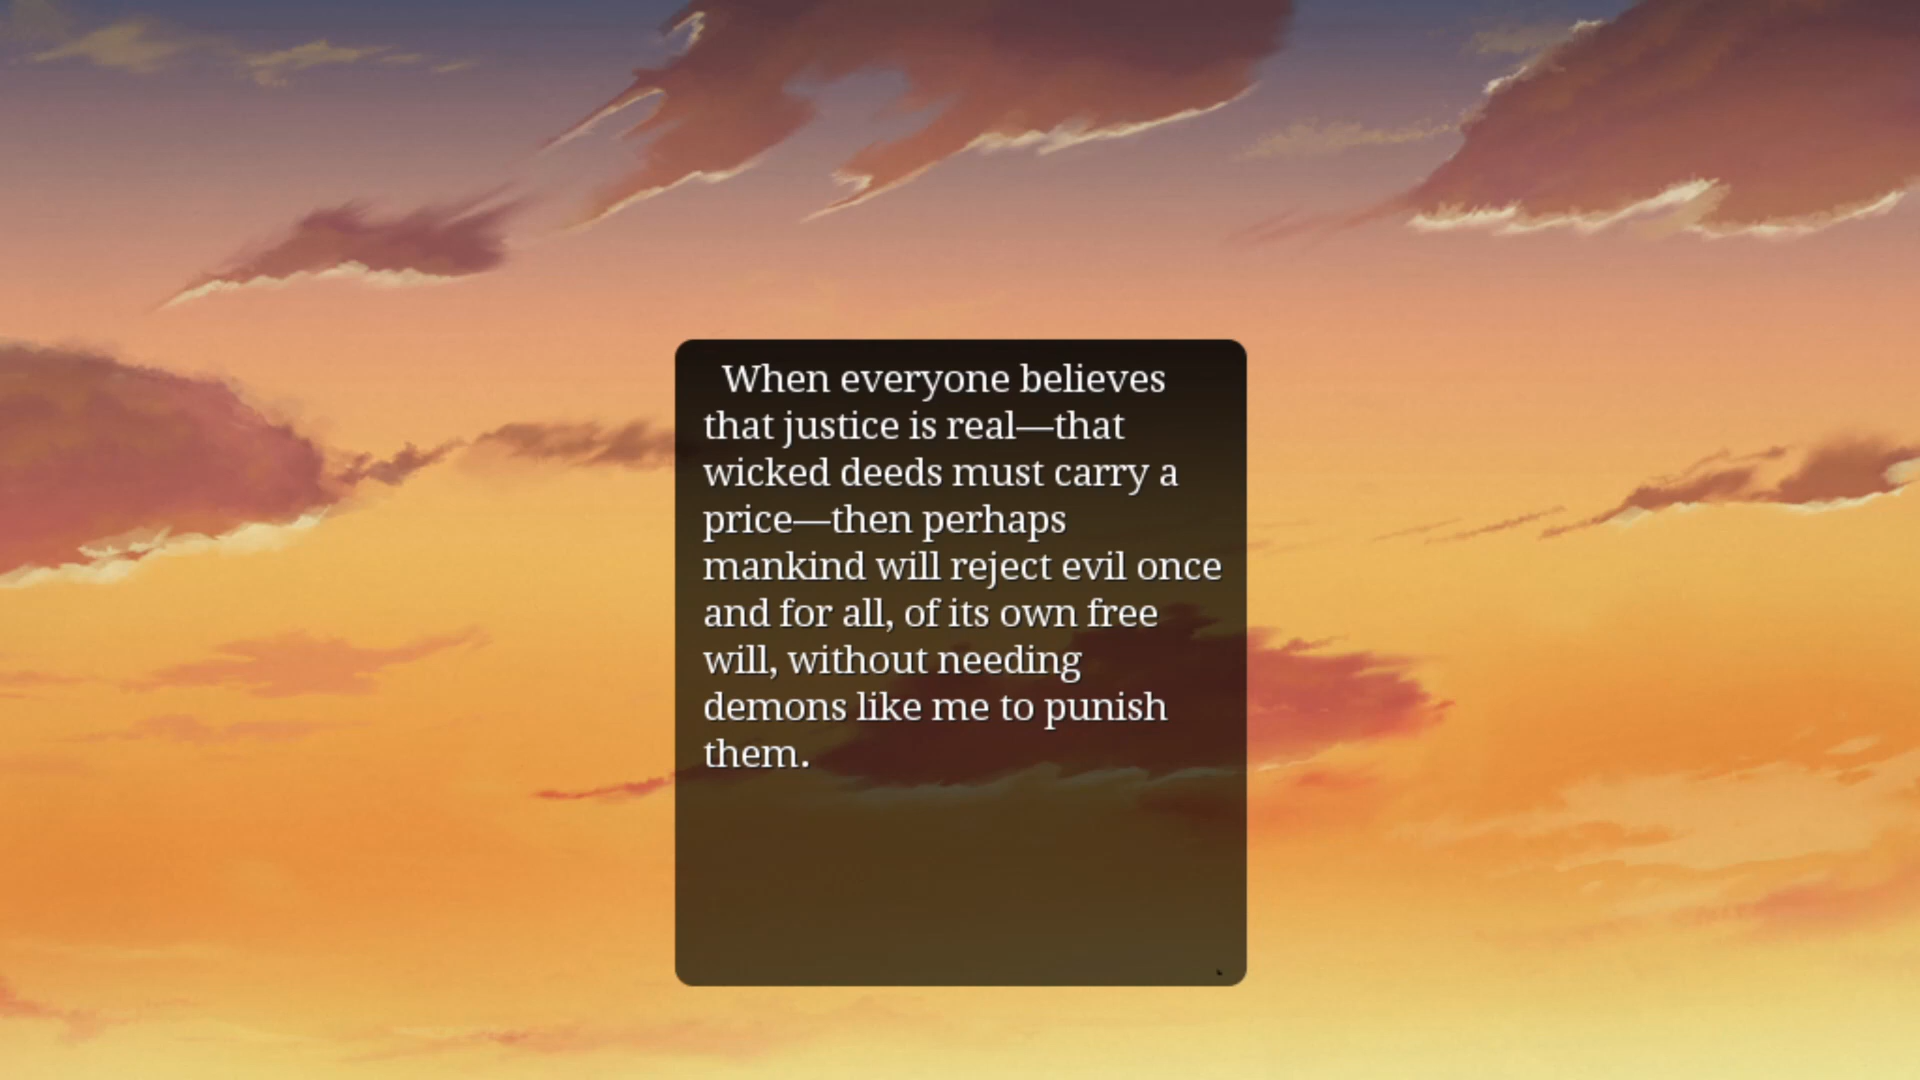 When everyone believes
that justice is real—that
wicked deeds must carry a
price—then perhaps
mankind will reject evil once
and for all, of its own free
will, without needing
demons like me to punish
them.